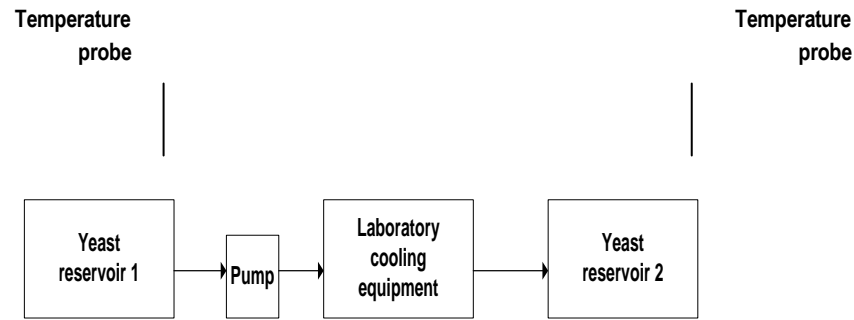 Temperature
probe
Temperature
probe
Yeast
reservoir 1
Pump
Laboratory
cooling
equipment
Yeast
reservoir 2